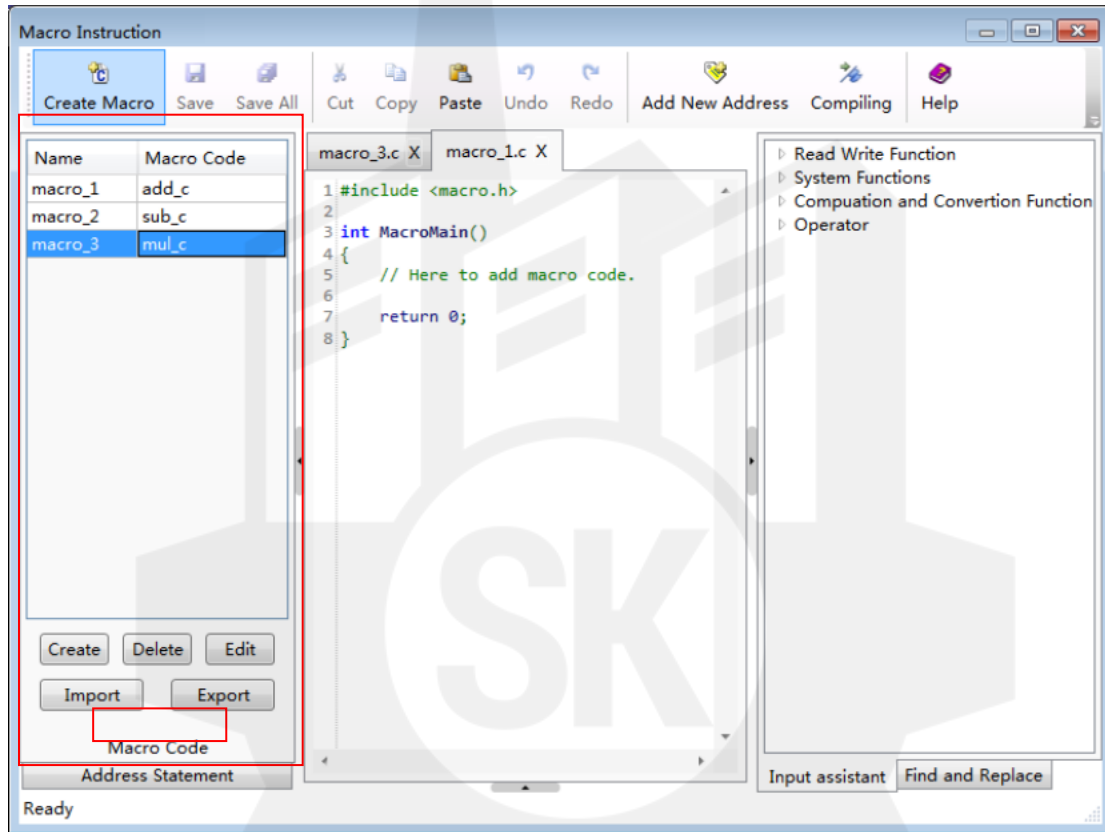 Macro Instruction
Create Macro Save Save All Cut Copy Paste Undo Redo Add New Address Compiling Help
Name Macro Code
macro_1 add_c
macro_2 sub_c
macro_3 mul_c
Create Delete Edit
Import Export
Macro Code
Address Statement
macro_3.c X macro_1.c X
1 #include <macro.h>
2
3 int MacroMain()
4 {
5 // Here to add macro code.
6
7 return 0;
8 }
Read Write Function
System Functions
Compuation and Convertion Function
Operator
Input assistant Find and Replace
Ready
SK